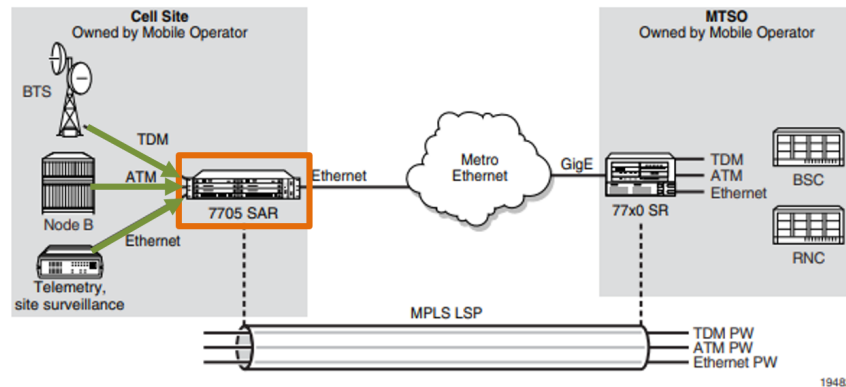 Cell Site
Owned by Mobile Operator
BTS
TDM
ATM
Node B
Ethernet
Telemetry,
site surveillance
7705 SAR
Ethernet
Metro
Ethernet
GigE
MTSO
Owned by Mobile Operator
77x0 SR
TDM
ATM
Ethernet
BSC
RNC
MPLS LSP
TDM PW
ATM PW
Ethernet PW
1948